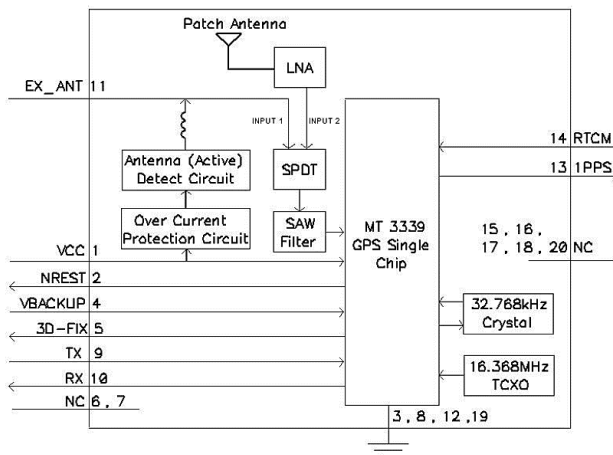 Patch Antenna
LNA
EX_ANT 11
INPUT 1
INPUT 2
14 RTCM
13 1PPS
Antenna (Active)
Detect Circuit
SPDT
Over Current
Protection Circuit
SAW
Filter
MT 3339
GPS Single
Chip
15, 16,
17, 18, 20 NC
VCC 1
NREST 2
VBACKUP 4
3D-FIX 5
TX 9
RX 10
NC 6, 7
32.768kHz
Crystal
16.368MHz
TCXO
3, 8, 12, 19